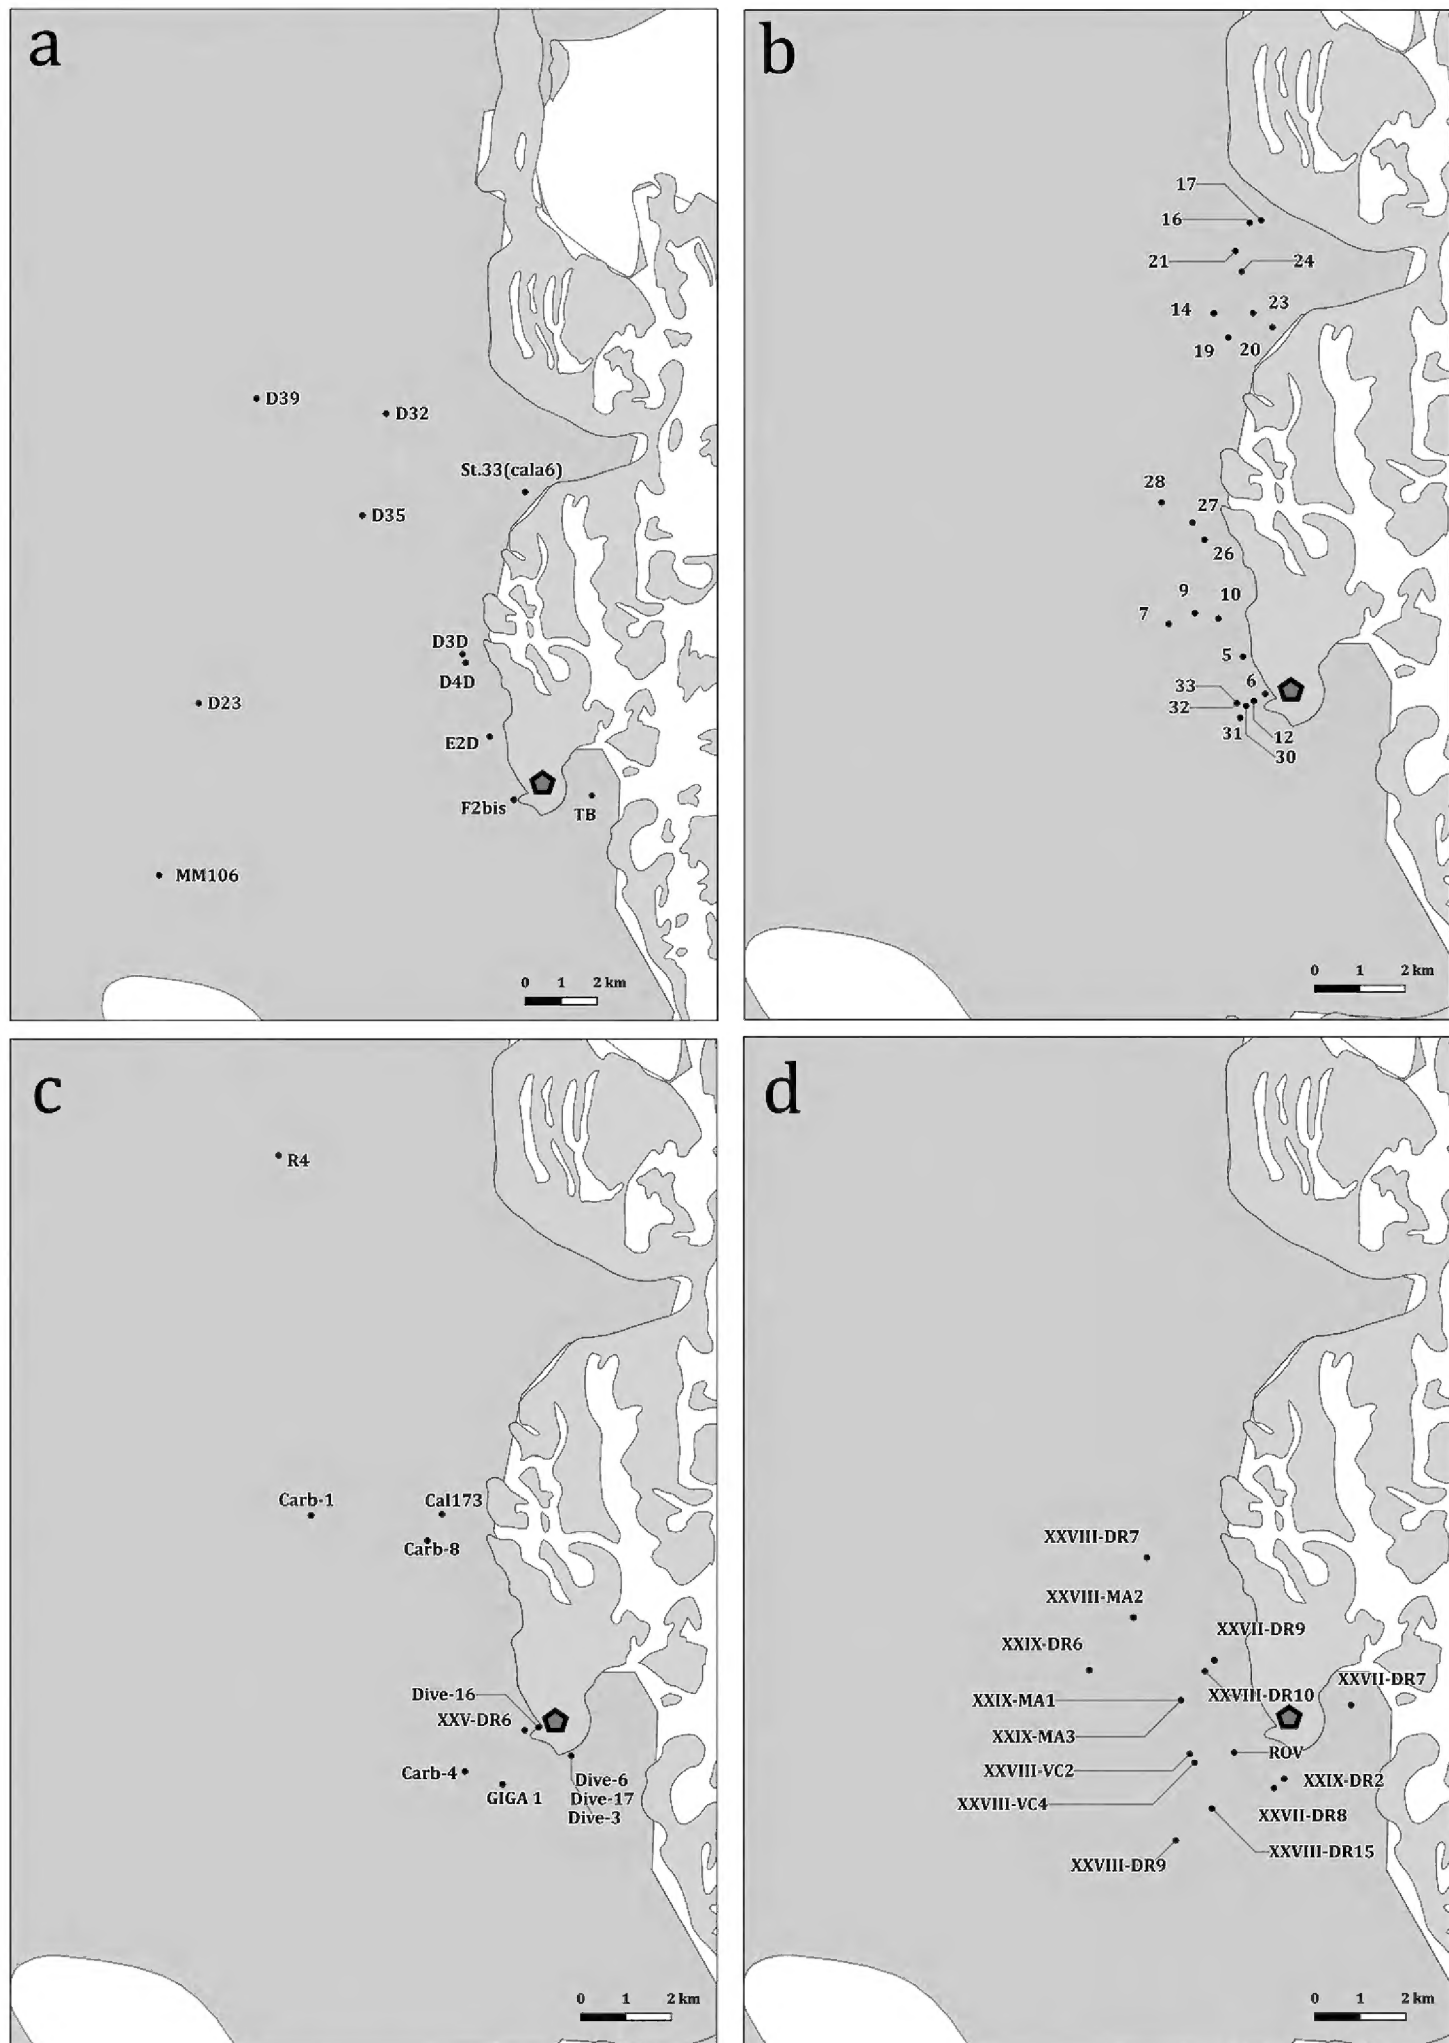 a
D39
D32
St.33(cala6)
D35
D3D
D4D
D23
E2D
F2bis
TB
MM106
0 1 2 km
b
17
16
21
24
14
23
19
20
28
27
26
9
10
7
5
6
33
32
31
12
30
0 1 2 km
c
R4
Carb-1
Cal173
Carb-8
Dive-16
XXV-DR6
Carb-4
GIGA 1
Dive-6
Dive-17
Dive-3
0 1 2 km
d
XXVIII-DR7
XXVIII-MA2
XXVII-DR9
XXIX-DR6
XXVII-DR7
XXIX-MA1
XXVIII-DR10
XXIX-MA3
ROV
XXVIII-VC2
XXIX-DR2
XXVIII-VC4
XXVII-DR8
XXVIII-DR15
XXVIII-DR9
0 1 2 km